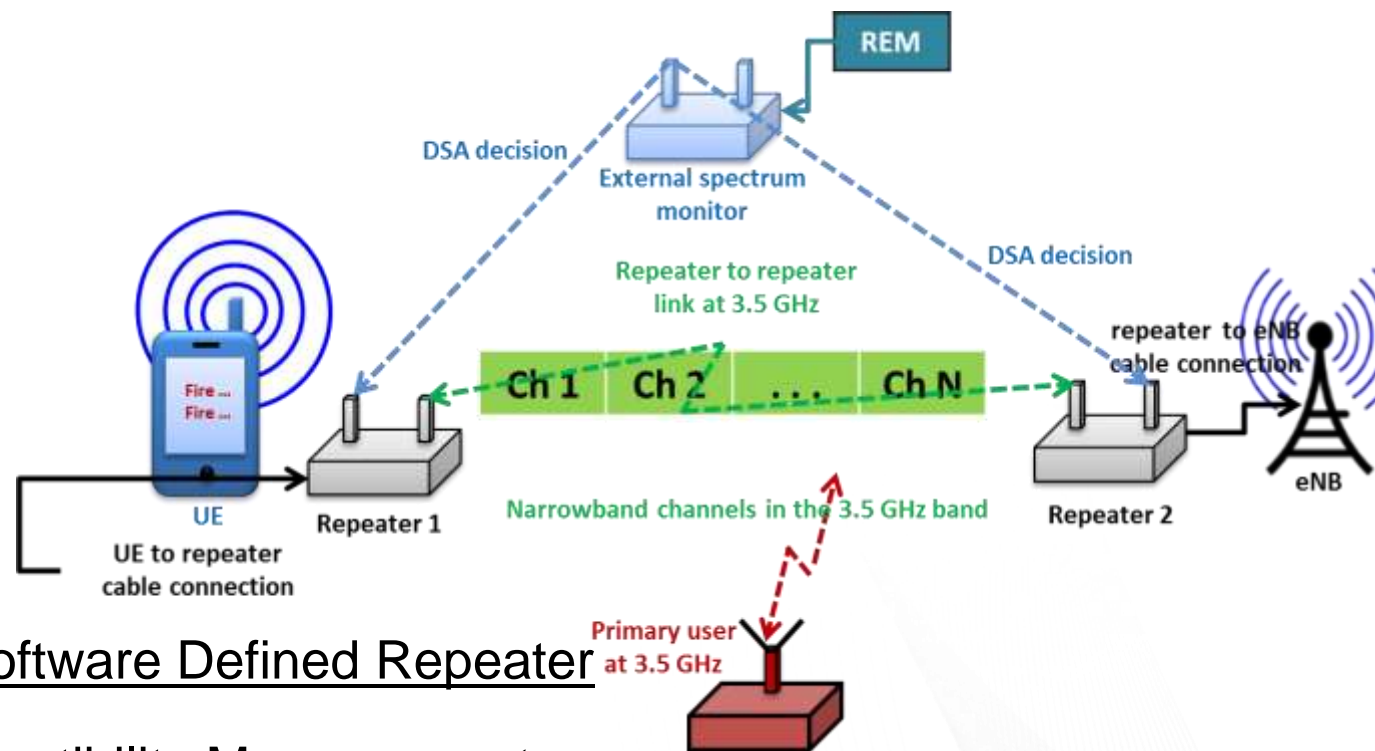 REM
DSA decision
External spectrum
monitor
DSA decision
Repeater to repeater
link at 3.5 GHz
repeater to eNB
cable connection
Ch 1 Ch 2 ... Ch N
Fire ...
Fire ...
UE
Repeater 1
Narrowband channels in the 3.5 GHz band
Repeater 2
eNB
UE to repeater
cable connection
Primary user
at 3.5 GHz
oftware Defined Repeater